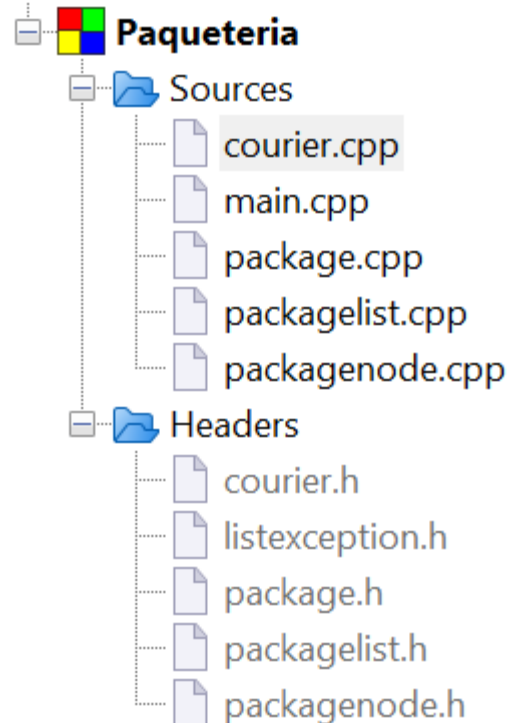 Paqueteria
Sources
courier.cpp
main.cpp
package.cpp
packagelist.cpp
packagenode.cpp
Headers
courier.h
listexception.h
package.h
packagelist.h
packagenode.h